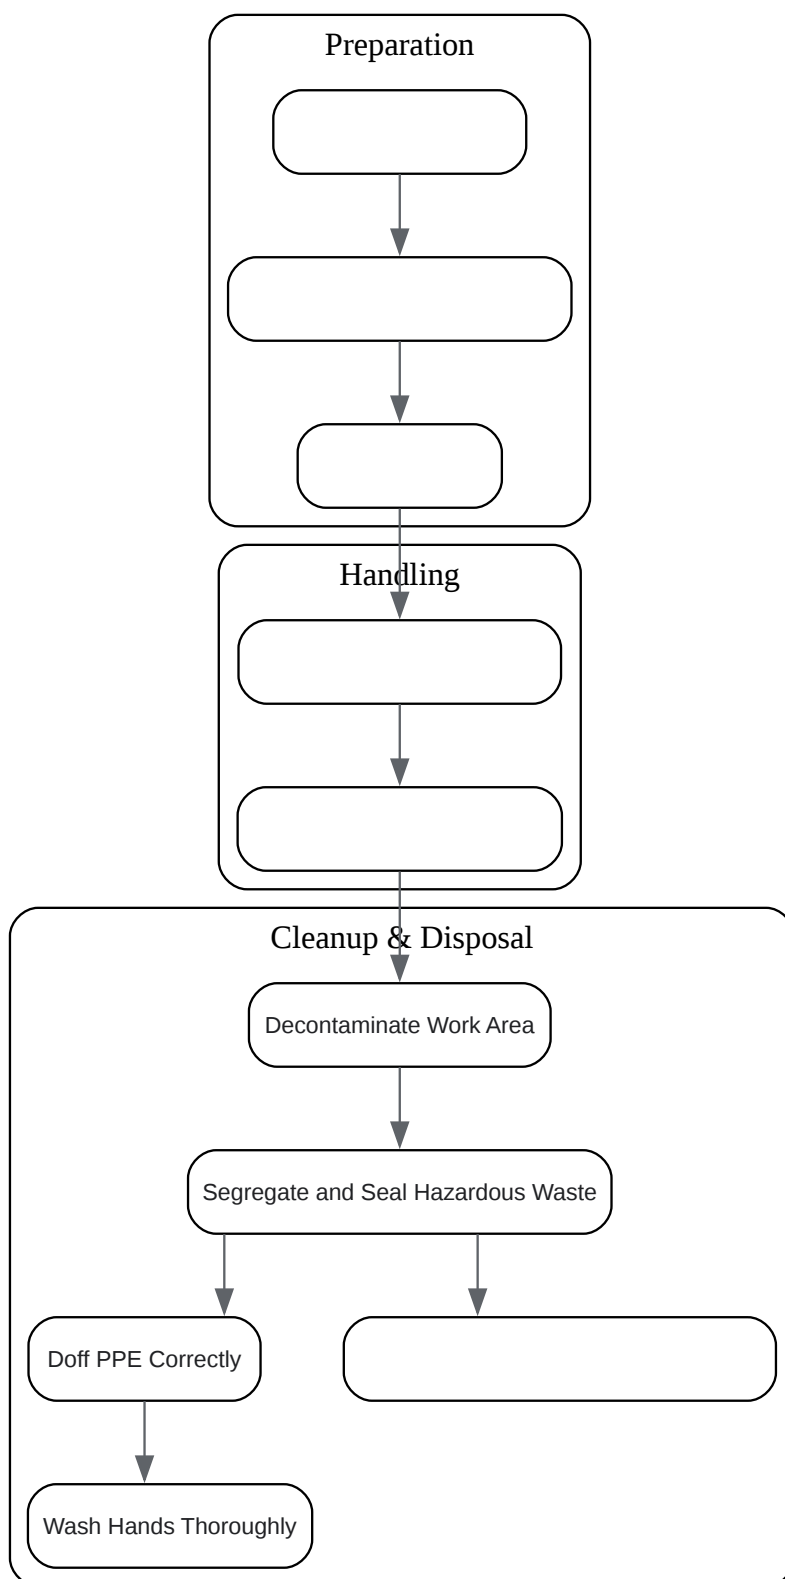 Preparation
Handling
Cleanup & Disposal
Decontaminate Work Area
Segregate and Seal Hazardous Waste
Doff PPE Correctly
Wash Hands Thoroughly